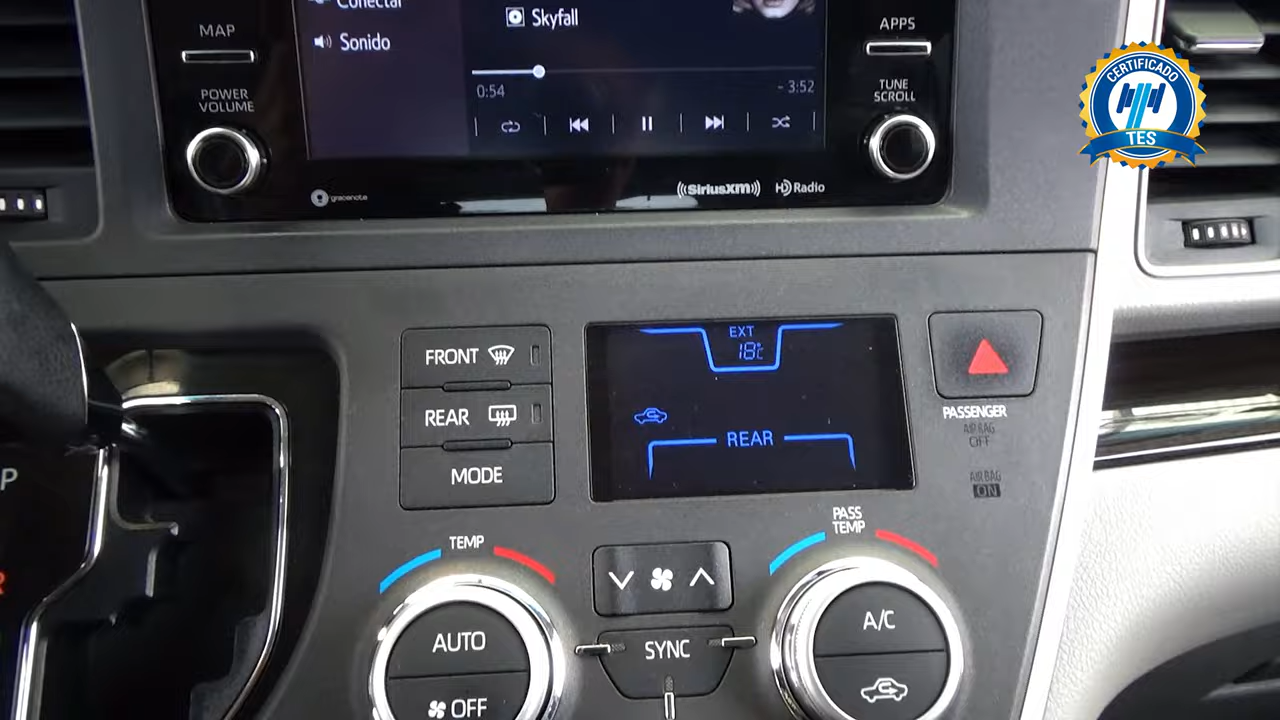 Conectar
Skyfall
Sonido
0:54
- 3:52
MAP
APPS
POWER
VOLUME
TUNE
SCROLL
gracenote
SiriusXM
HD Radio
CERTIFICADO
TES
FRONT
REAR
MODE
EXT
18°C
REAR
PASSENGER
AIR BAG
OFF
AIR BAG
ON
P
R
TEMP
PASS
TEMP
AUTO
OFF
SYNC
A/C